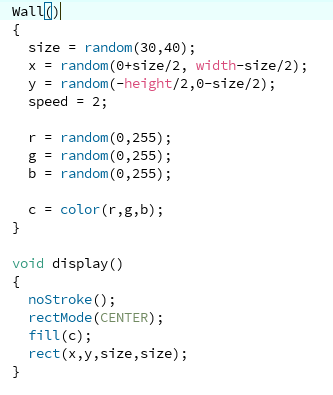 Wall()
{
  size = random(30,40);
  x = random(0+size/2, width-size/2);
  y = random(-height/2,0-size/2);
  speed = 2;

  r = random(0,255);
  g = random(0,255);
  b = random(0,255);

  c = color(r,g,b);
}

void display()
{
  noStroke();
  rectMode(CENTER);
  fill(c);
  rect(x,y,size,size);
}